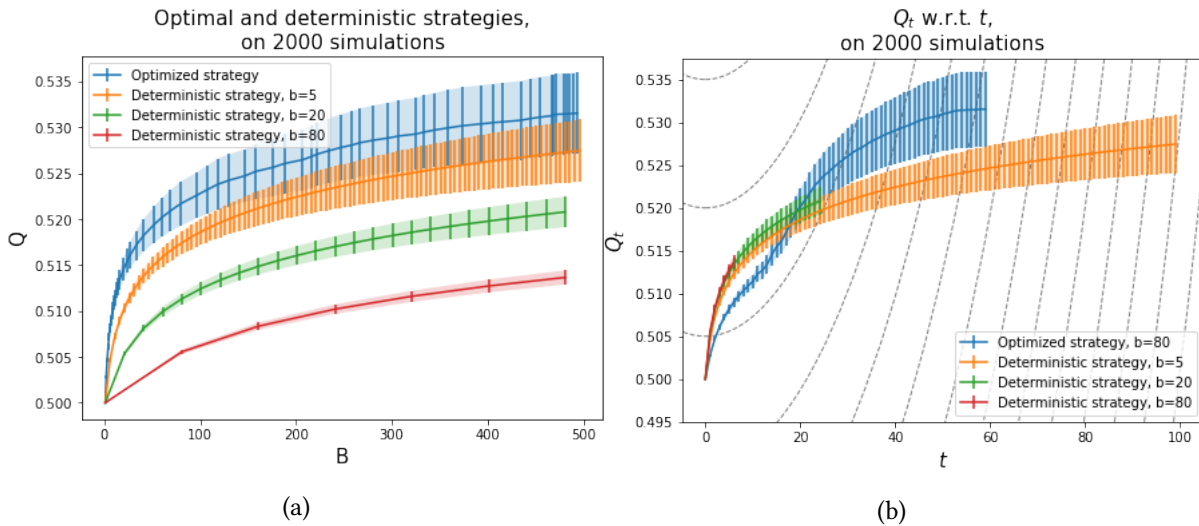 Optimal and deterministic strategies,
on 2000 simulations
Optimized strategy
Deterministic strategy, b=5
Deterministic strategy, b=20
Deterministic strategy, b=80
0.535
0.530
0.525
0.520
0.515
0.510
0.505
0.500
Q
0
100
200
300
400
500
B
(a)
Q_t w.r.t. t,
on 2000 simulations
0.535
0.530
0.525
0.520
0.515
0.510
0.505
0.500
0.495
Q_t
Optimized strategy, b=80
Deterministic strategy, b=5
Deterministic strategy, b=20
Deterministic strategy, b=80
0
20
40
60
80
100
t
(b)